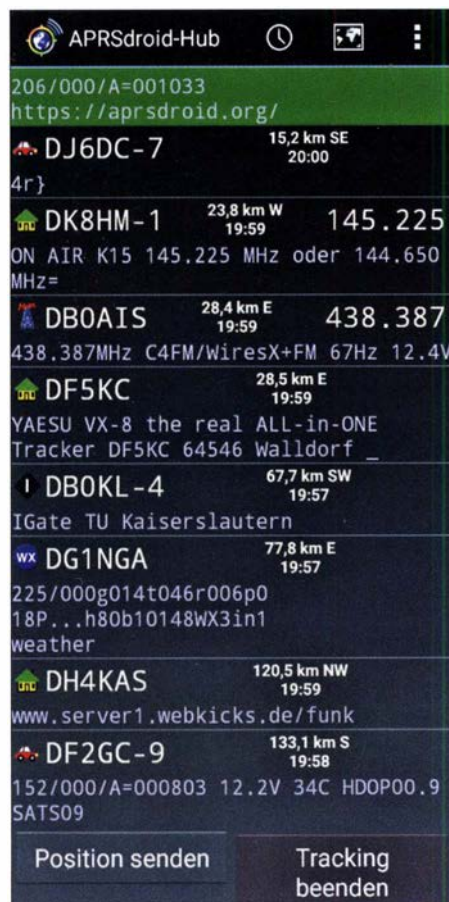 APRSdroid-Hub
206/000/A=001033
https://aprsdroid.org/
DJ6DC-7 15,2 km SE
20:00
4r}
DK8HM-1 23,8 km W 145.225
19:59
ON AIR K15 145.225 MHz oder 144.650
MHz=
DB0AIS 28,4 km E 438.387
19:59
438.387MHz C4FM/WiresX+FM 67Hz 12.4V
DF5KC 28,5 km E
19:59
YAESU VX-8 the real ALL-in-ONE
Tracker DF5KC 64546 Walldorf _
I DB0KL-4 67,7 km SW
19:57
IGate TU Kaiserslautern
WX DG1NGA 77,8 km E
19:57
225/000g014t046r006p0
18P...h80b10148WX3in1
weather
DH4KAS 120,5 km NW
19:59
www.server1.webkicks.de/funk
DF2GC-9 133,1 km S
19:58
152/000/A=000803 12.2V 34C HDOP00.9
SATS09
Position senden
Tracking
beenden